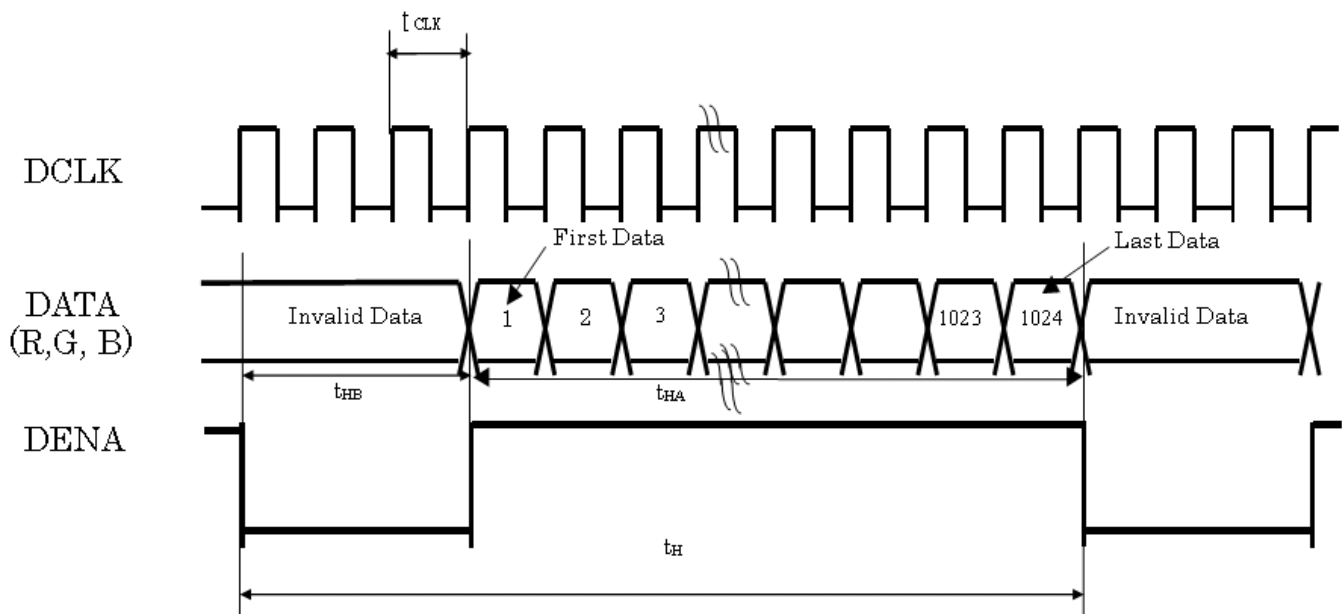 t CLK
DCLK
First Data
Last Data
DATA
(R,G, B)
Invalid Data
1
2
3
1023
1024
Invalid Data
tHB
tHA
DENA
tH